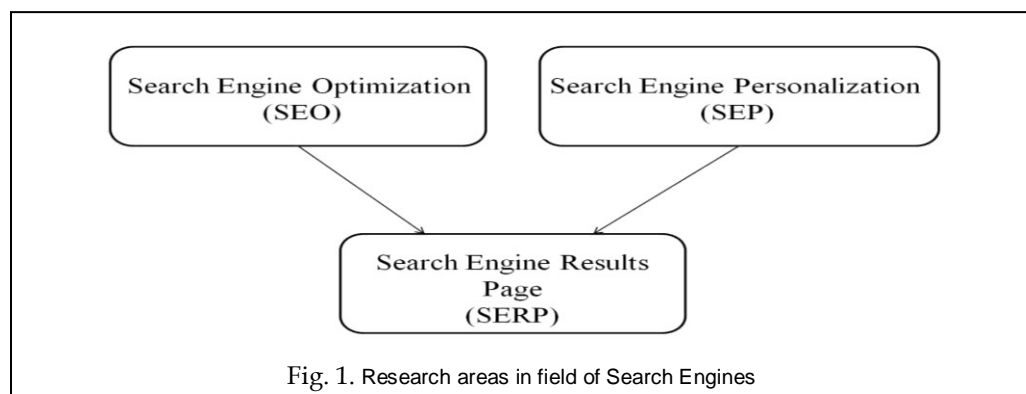 Search Engine Optimization
(SEO)
Search Engine Personalization
(SEP)
Search Engine Results
Page
(SERP)
Fig. 1. Research areas in field of Search Engines